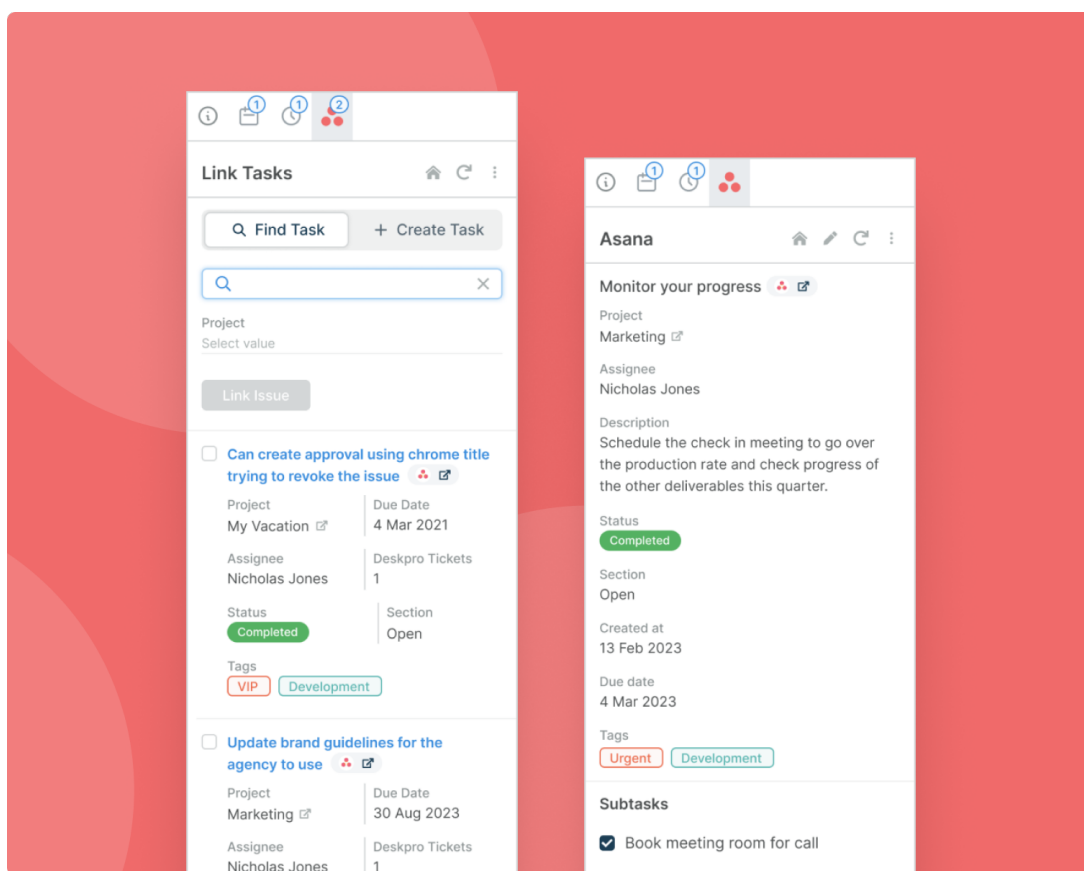 1 1 2
Link Tasks
Find Task + Create Task
Project
Select value
Link Issue
Can create approval using chrome title
trying to revoke the issue
Project Due Date
My Vacation 4 Mar 2021
Assignee Deskpro Tickets
Nicholas Jones 1
Status Section
Completed Open
Tags
VIP Development
Update brand guidelines for the
agency to use
Project Due Date
Marketing 30 Aug 2023
Assignee Deskpro Tickets
Nicholas Jones 1
1 1
Asana
Monitor your progress
Project
Marketing
Assignee
Nicholas Jones
Description
Schedule the check in meeting to go over
the production rate and check progress of
the other deliverables this quarter.
Status
Completed
Section
Open
Created at
13 Feb 2023
Due date
4 Mar 2023
Tags
Urgent Development
Subtasks
Book meeting room for call